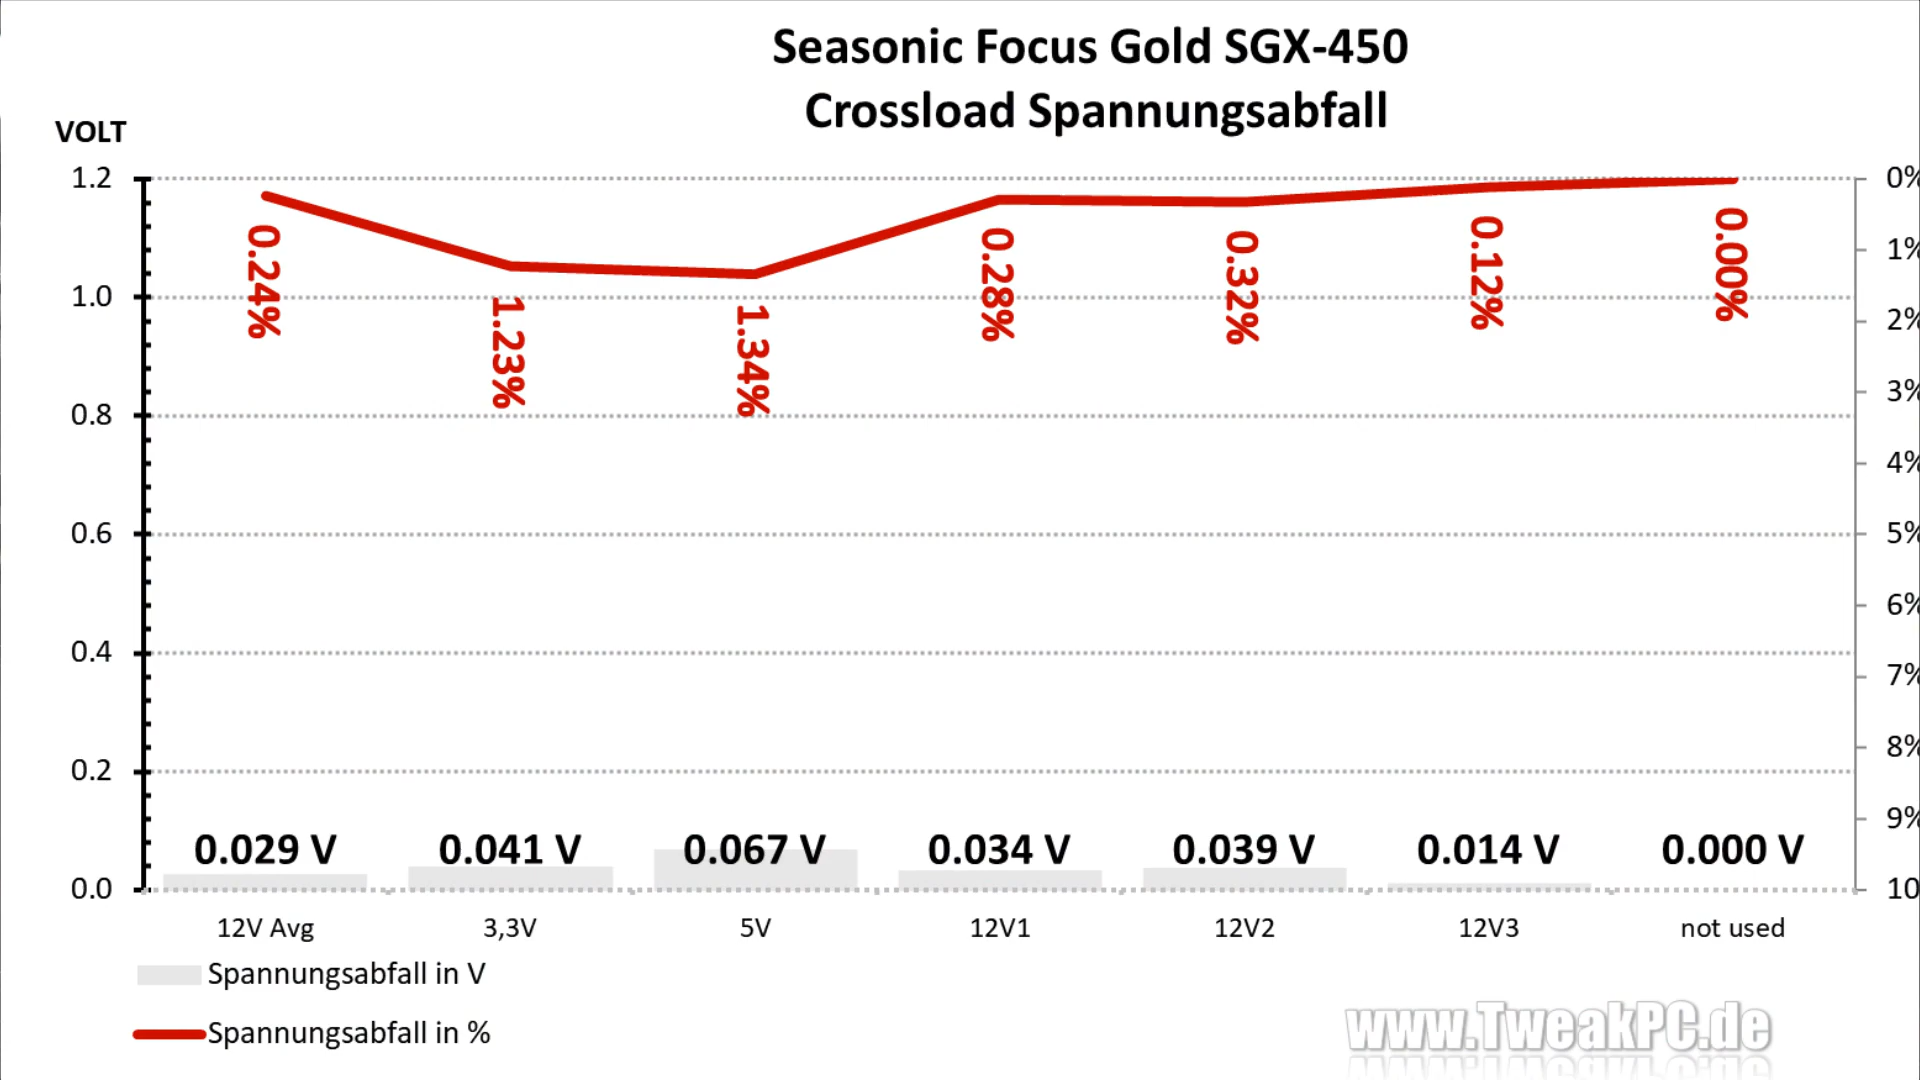 Seasonic Focus Gold SGX-450
Crossload Spannungsabfall
VOLT
1.2
1.0
0.8
0.6
0.4
0.2
0.0
0%
1%
2%
3%
4%
5%
6%
7%
8%
9%
10
0.24%
1.23%
1.34%
0.28%
0.32%
0.12%
0.00%
0.029 V
0.041 V
0.067 V
0.034 V
0.039 V
0.014 V
0.000 V
12V Avg
3,3V
5V
12V1
12V2
12V3
not used
Spannungsabfall in V
Spannungsabfall in %
www.TweakPC.de